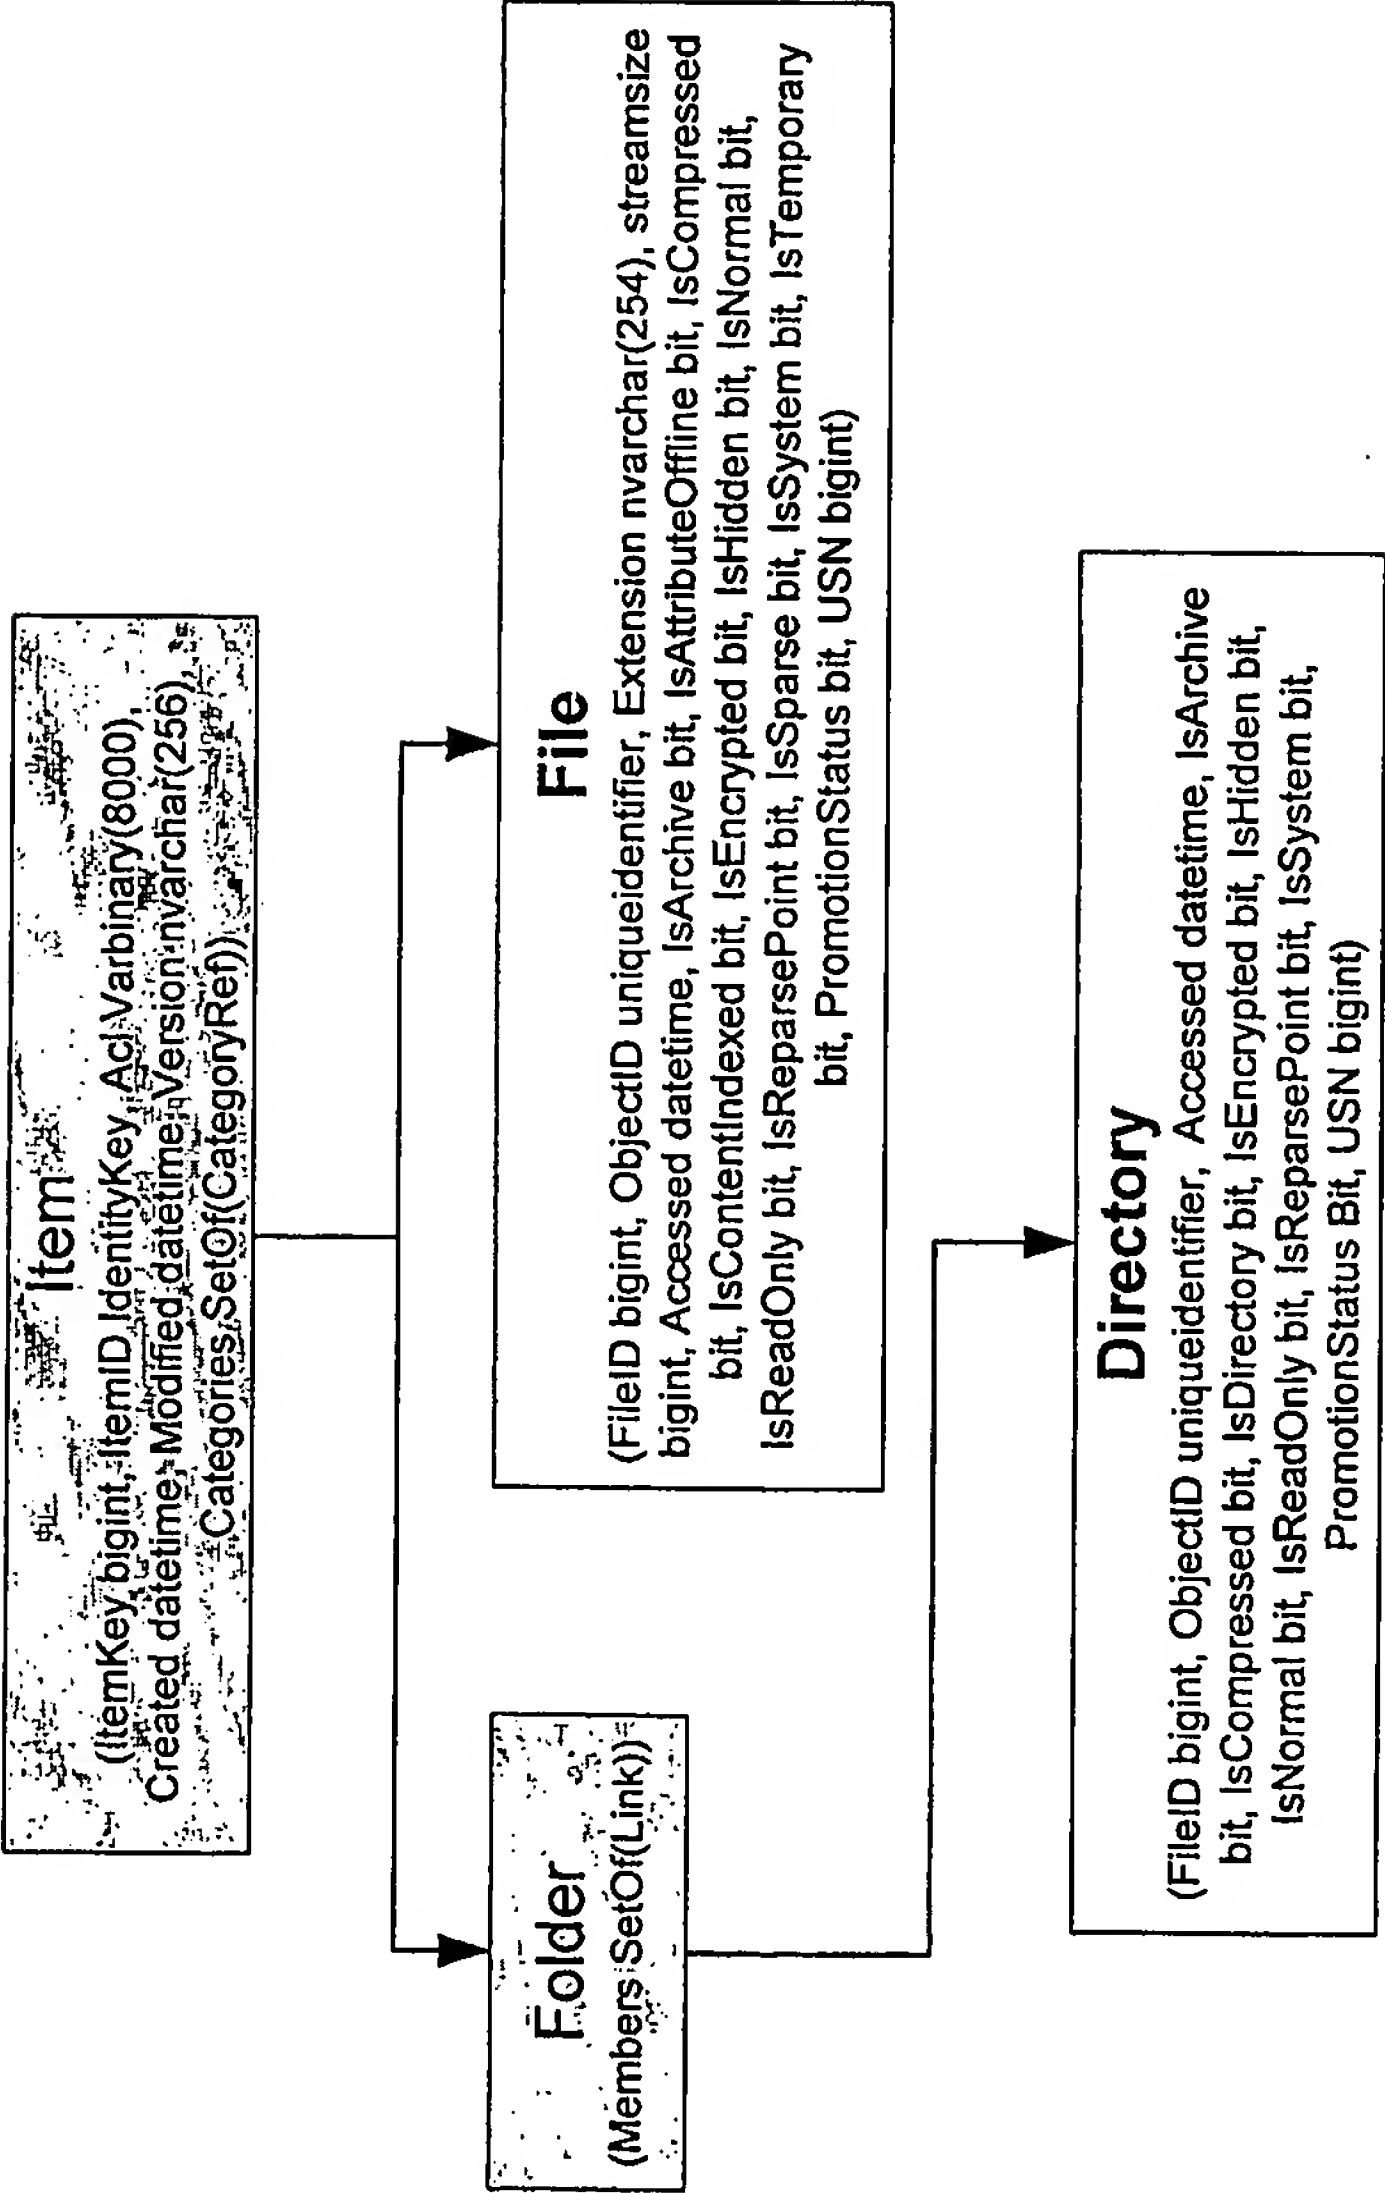 Item
(ItemKey bigint, ItemID IdentityKey, Acl Varbinary(8000),
Created datetime, Modified datetime, Version nvarchar(256),
Categories SetOf(CategoryRef))
Folder
(Members SetOf(Link))
File
(FileID bigint, ObjectID uniqueidentifier, Extension nvarchar(254), streamsize
bigint, Accessed datetime, IsArchive bit, IsAttributeOffline bit, IsCompressed
bit, IsContentIndexed bit, IsEncrypted bit, IsHidden bit, IsNormal bit,
IsReadOnly bit, IsReparsePoint bit, IsSparse bit, IsSystem bit, IsTemporary
bit, PromotionStatus bit, USN bigint)
Directory
(FileID bigint, ObjectID uniqueidentifier, Accessed datetime, IsArchive
bit, IsCompressed bit, IsDirectory bit, IsEncrypted bit, IsHidden bit,
IsNormal bit, IsReadOnly bit, IsReparsePoint bit, IsSystem bit,
PromotionStatus Bit, USN bigint)